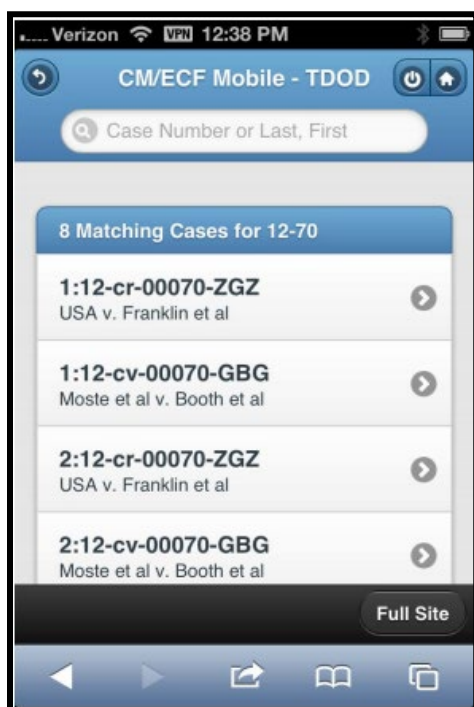 Verizon VPN 12:38 PM
CM/ECF Mobile - TDOD
Case Number or Last, First
8 Matching Cases for 12-70
1:12-cr-00070-ZGZ
USA v. Franklin et al
1:12-cv-00070-GBG
Moste et al v. Booth et al
2:12-cr-00070-ZGZ
USA v. Franklin et al
2:12-cv-00070-GBG
Moste et al v. Booth et al
Full Site